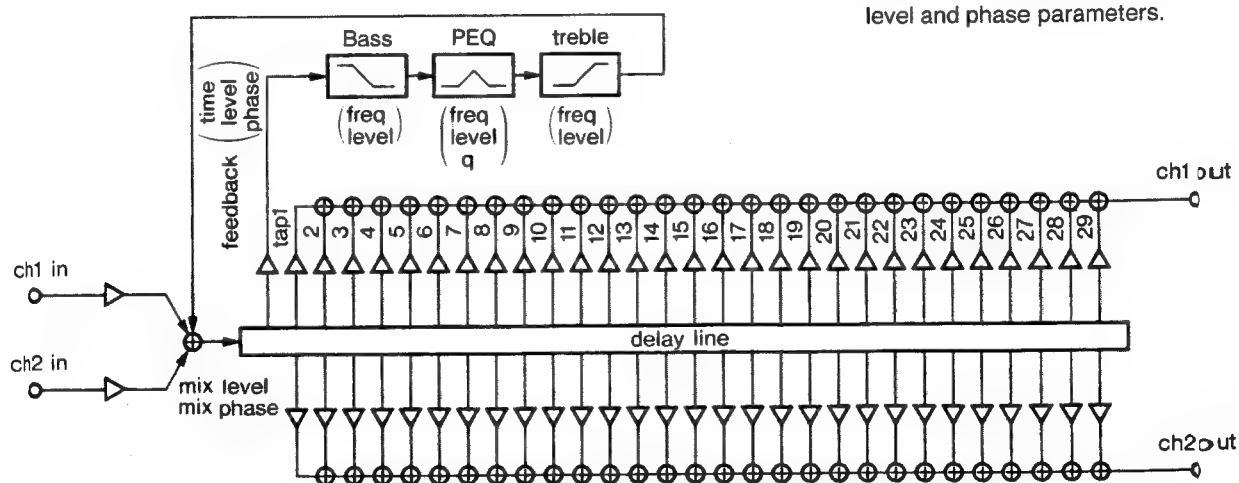 level and phase parameters.
Bass
PEQ
treble
freq
level
freq
level
q
freq
level
feedback
time
level
phase
tap1
2
3
4
5
6
7
8
9
10
11
12
13
14
15
16
17
18
19
20
21
22
23
24
25
26
27
28
29
ch1 out
ch1 in
delay line
ch2 in
mix level
mix phase
ch2out